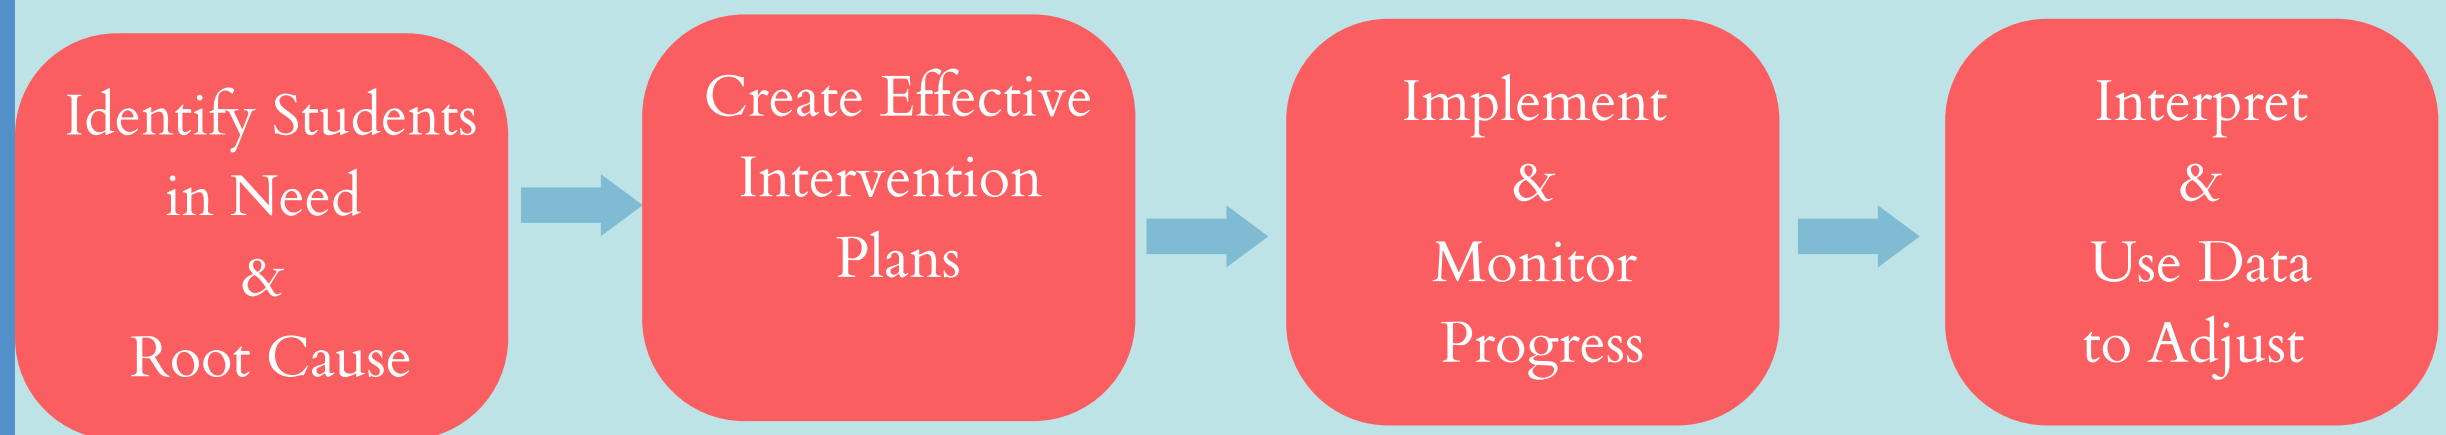 Identify Students
in Need
&
Root Cause
Create Effective
Intervention
Plans
Implement
&
Monitor
Progress
Interpret
&
Use Data
to Adjust